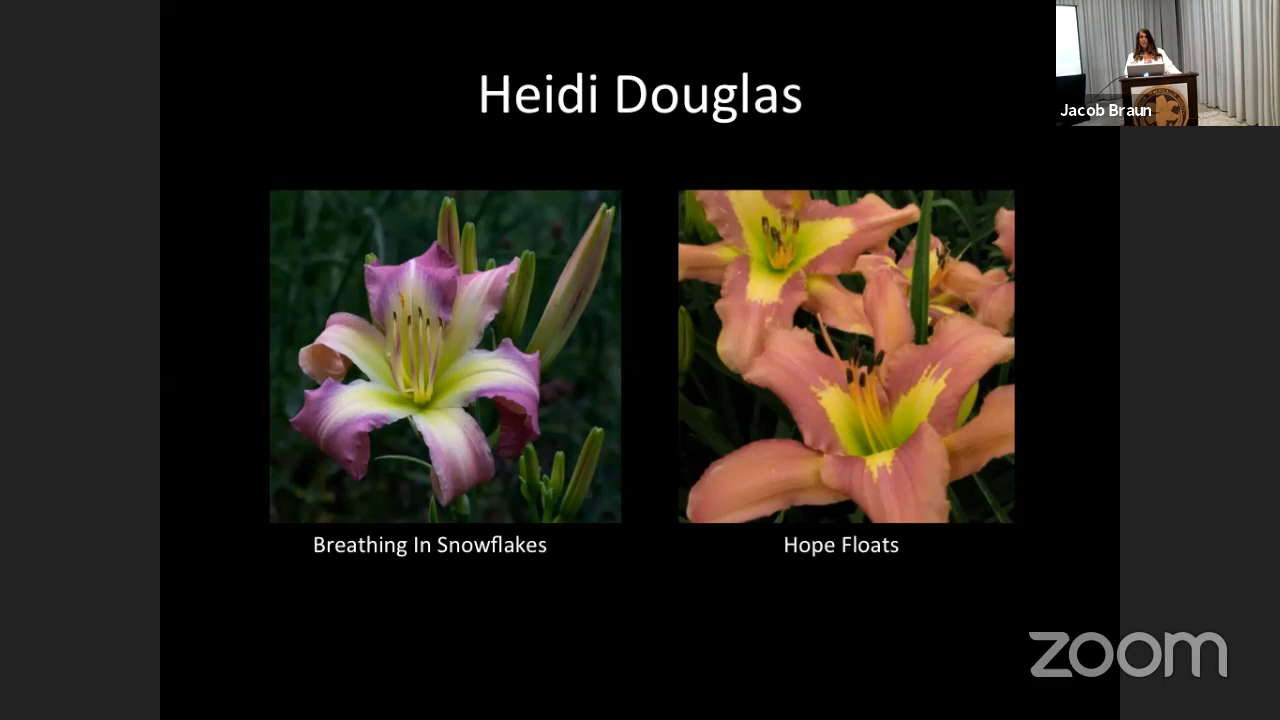 Heidi Douglas
Jacob Braun
Breathing In Snowflakes
Hope Floats
zoom